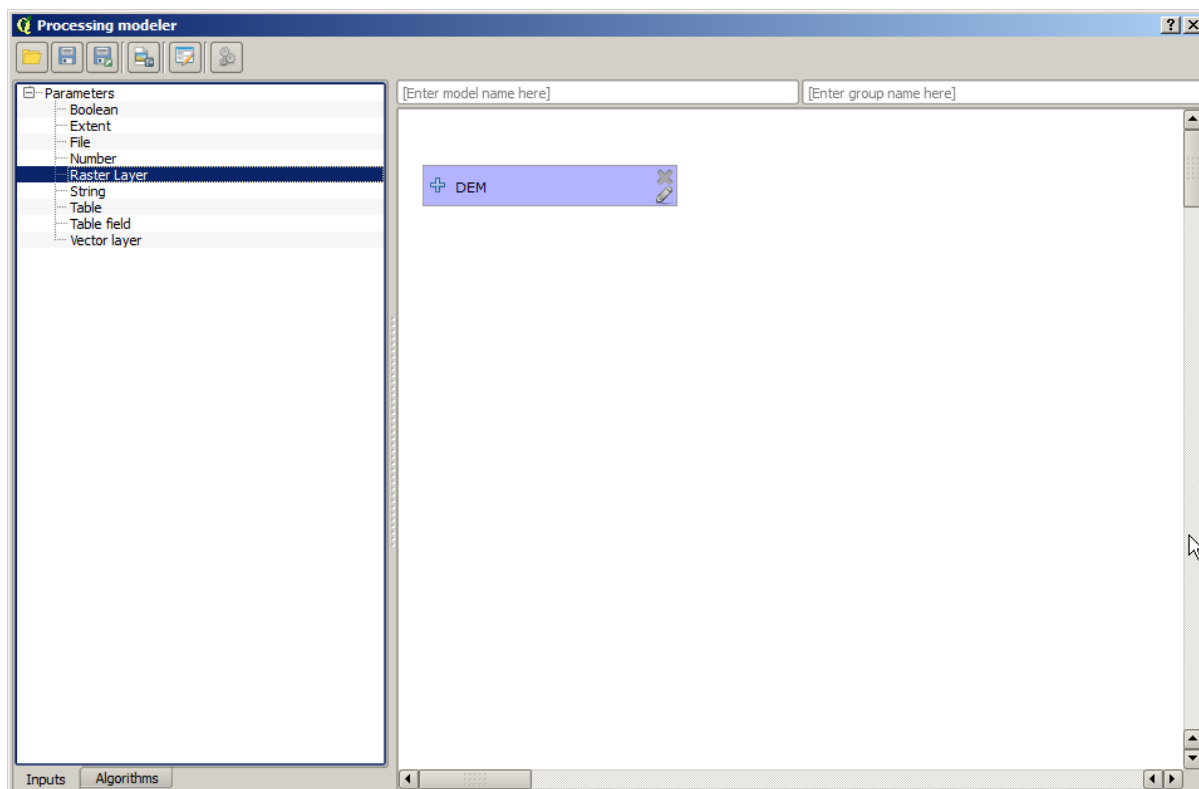 Processing modeler
Parameters
Boolean
Extent
File
Number
Raster Layer
String
Table
Table field
Vector layer
[Enter model name here]
[Enter group name here]
DEM
Inputs
Algorithms